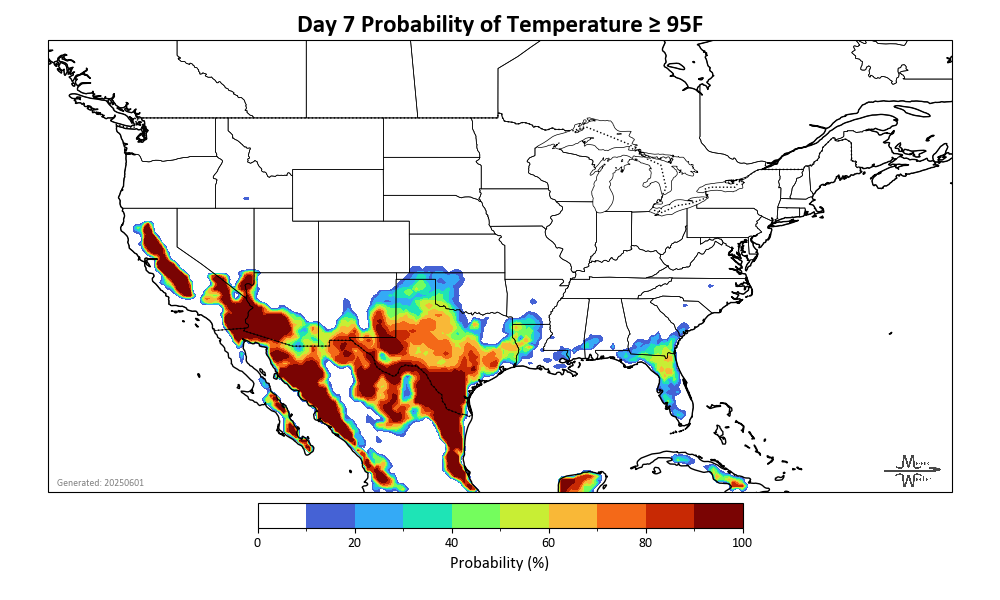 Day 7 Probability of Temperature ≥ 95F
Generated: 20250601
0 20 40 60 80 100
Probability (%)